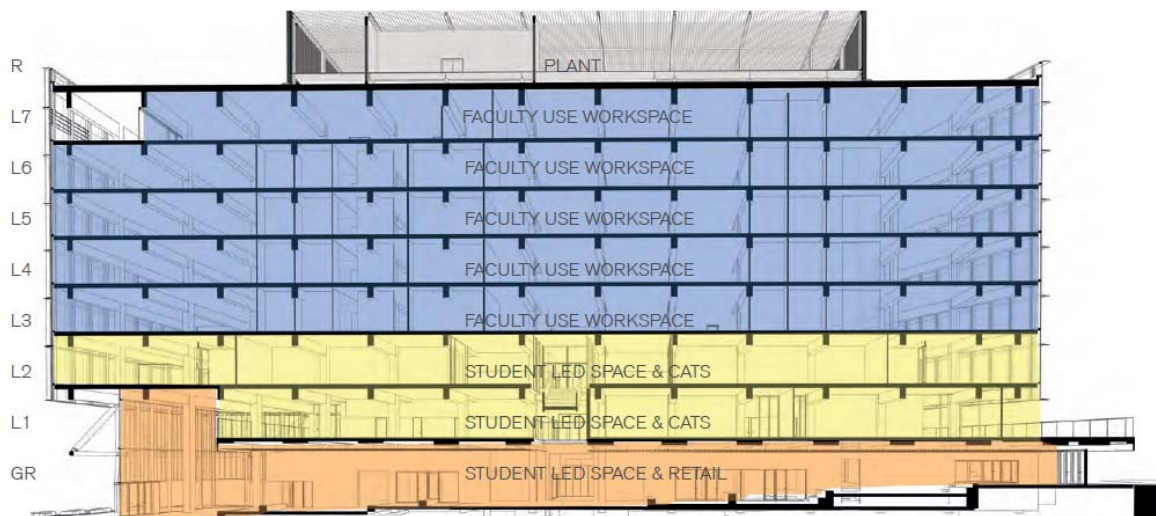 R PLANT
L7 FACULTY USE WORKSPACE
L6 FACULTY USE WORKSPACE
L5 FACULTY USE WORKSPACE
L4 FACULTY USE WORKSPACE
L3 FACULTY USE WORKSPACE
L2 STUDENT LED SPACE & CATS
L1 STUDENT LED SPACE & CATS
GR STUDENT LED SPACE & RETAIL